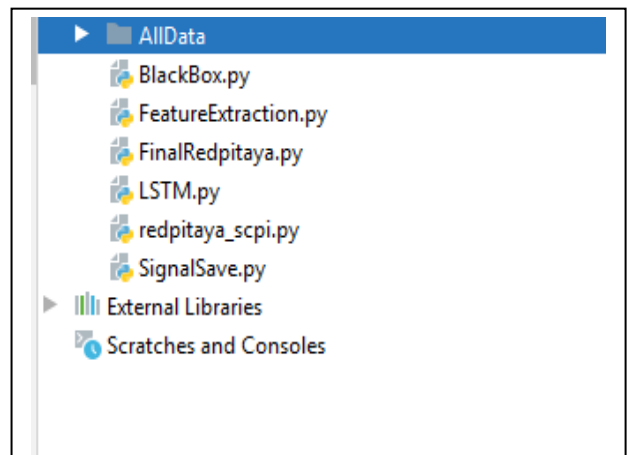 AllData
BlackBox.py
FeatureExtraction.py
FinalRedpitaya.py
LSTM.py
redpitaya_scpi.py
SignalSave.py
External Libraries
Scratches and Consoles